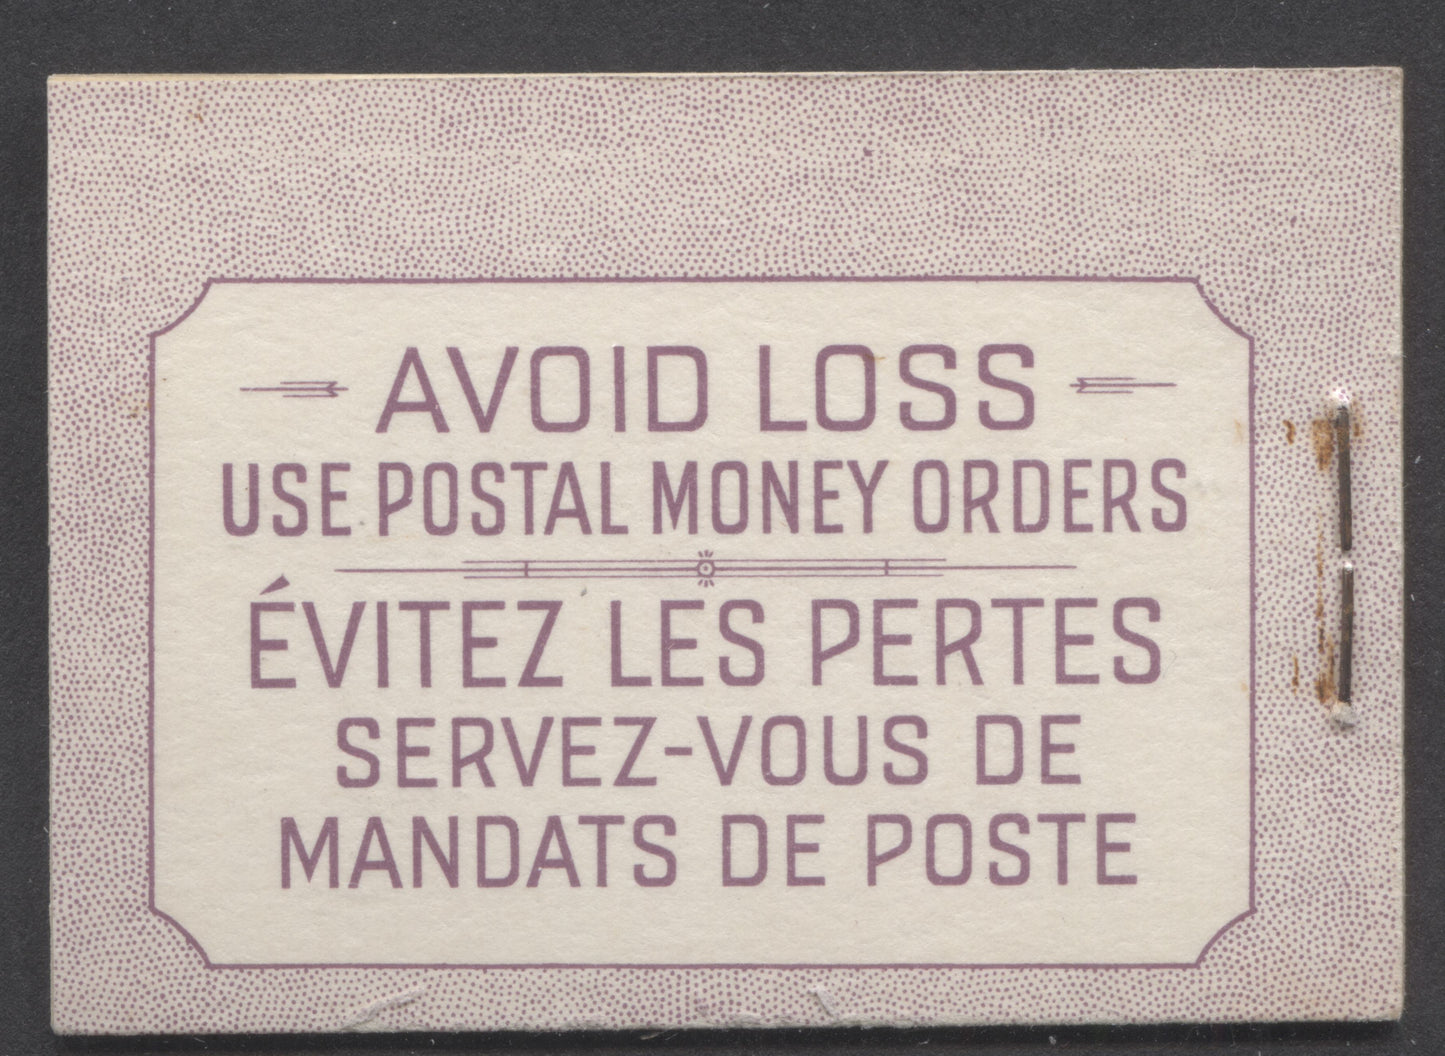 AVOID LOSS
USE POSTAL MONEY ORDERS
ÉVITEZ LES PERTES
SERVEZ-VOUS DE
MANDATS DE POSTE